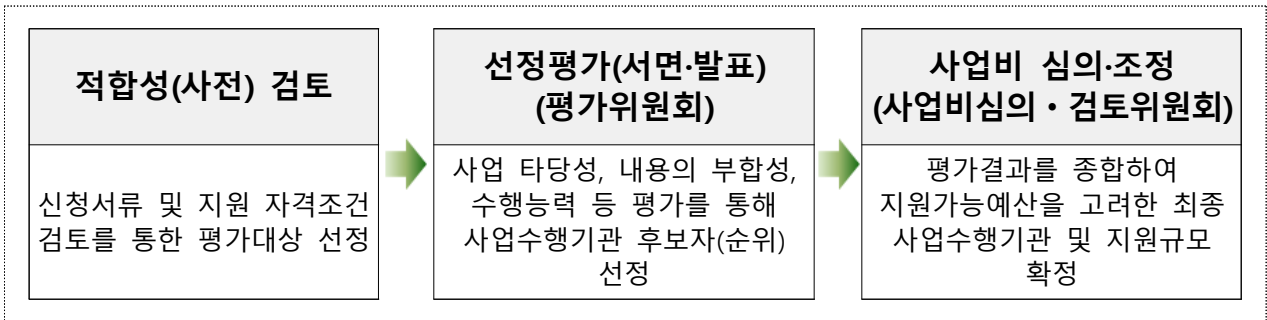 적합성(사전) 검토
신청서류 및 지원 자격조건
검토를 통한 평가대상 선정
선정평가(서면·발표)
(평가위원회)
사업 타당성, 내용의 부합성,
수행능력 등 평가를 통해
사업수행기관 후보자(순위)
선정
사업비 심의·조정
(사업비심의・검토위원회)
평가결과를 종합하여
지원가능예산을 고려한 최종
사업수행기관 및 지원규모
확정